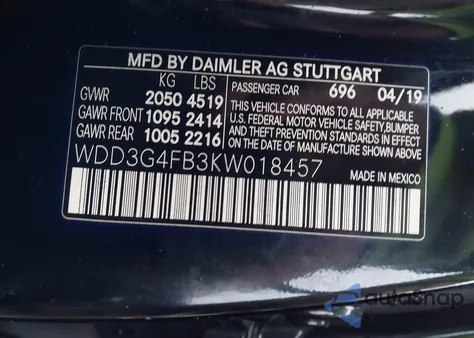 MFD BY DAIMLER AG STUTTGART
KG LBS
PASSENGER CAR 696 04/19
GVWR 2050 4519
GAWR FRONT 1095 2414
GAWR REAR 1005 2216
THIS VEHICLE CONFORMS TO ALL APPLICABLE
U.S. FEDERAL MOTOR VEHICLE SAFETY, BUMPER
AND THEFT PREVENTION STANDARDS IN EFFECT
ON THE DATE OF MANUFACTURE SHOWN ABOVE.
WDD3G4FB3KW018457
MADE IN MEXICO
autoSnap